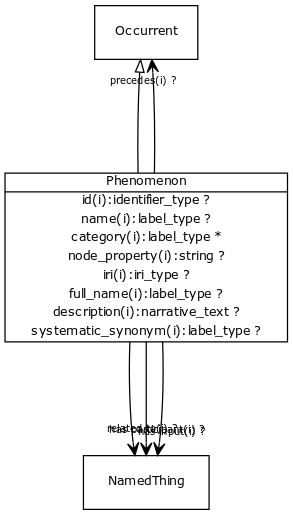 Occurrent
precedes(i) ?
Phenomenon
id(i):identifier_type ?
name(i):label_type ?
category(i):label_type *
node_property(i):string ?
iri(i):iri_type ?
full_name(i):label_type ?
description(i):narrative_text ?
systematic_synonym(i):label_type ?
NamedThing